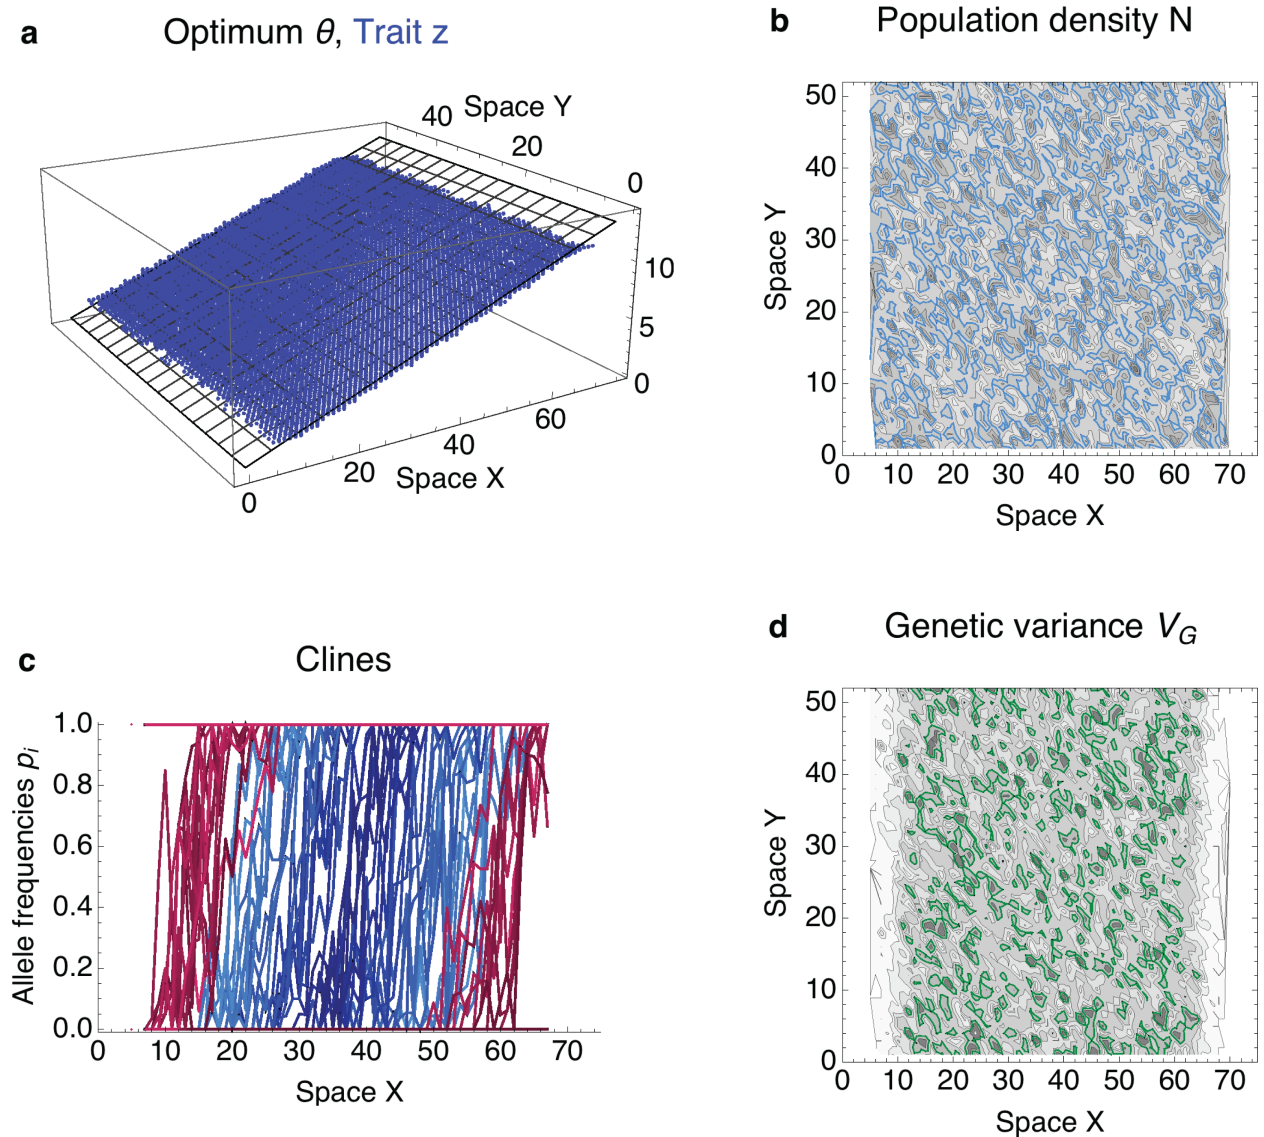 a Optimum θ, Trait z
Space Y
40
20
0
10
5
0
60
40
20
0
Space X
b Population density N
50
40
30
20
10
0
Space Y
0 10 20 30 40 50 60 70
Space X
c Clines
1.0
0.8
0.6
0.4
0.2
0.0
Allele frequencies pᵢ
0 10 20 30 40 50 60 70
Space X
d Genetic variance V_G
50
40
30
20
10
0
Space Y
0 10 20 30 40 50 60 70
Space X